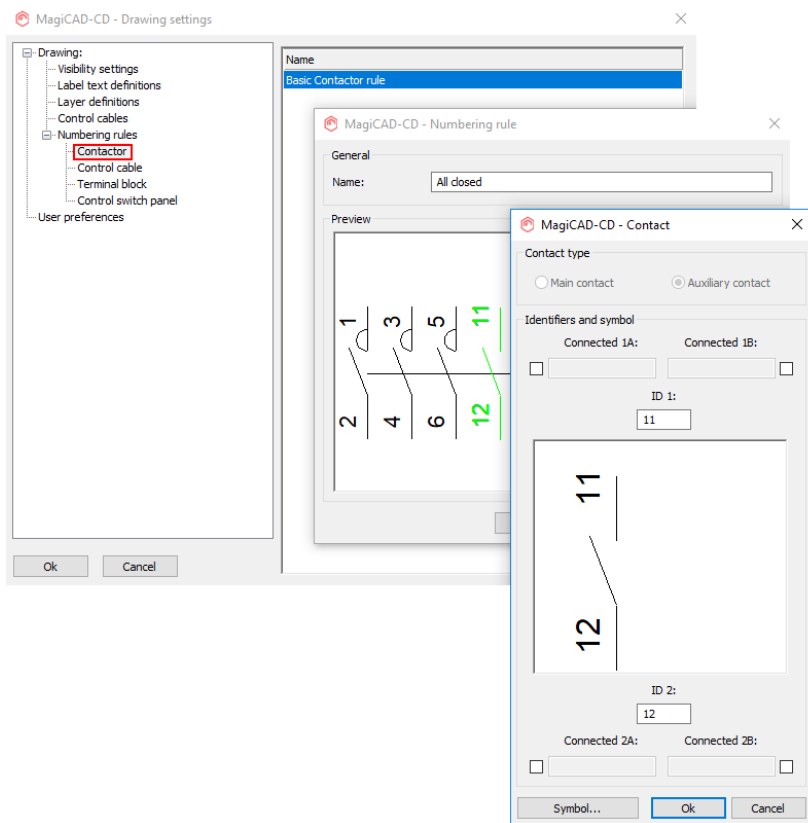 MagiCAD-CD - Drawing settings
Drawing:
Visibility settings
Label text definitions
Layer definitions
Control cables
Numbering rules
Contactor
Control cable
Terminal block
Control switch panel
User preferences
Ok
Cancel
Name
Basic Contactor rule
MagiCAD-CD - Numbering rule
General
Name:
All closed
Preview
1
3
5
11
2
4
6
12
MagiCAD-CD - Contact
Contact type
Main contact
Auxiliary contact
Identifiers and symbol
Connected 1A:
Connected 1B:
ID 1:
11
11
12
ID 2:
12
Connected 2A:
Connected 2B:
Symbol...
Ok
Cancel